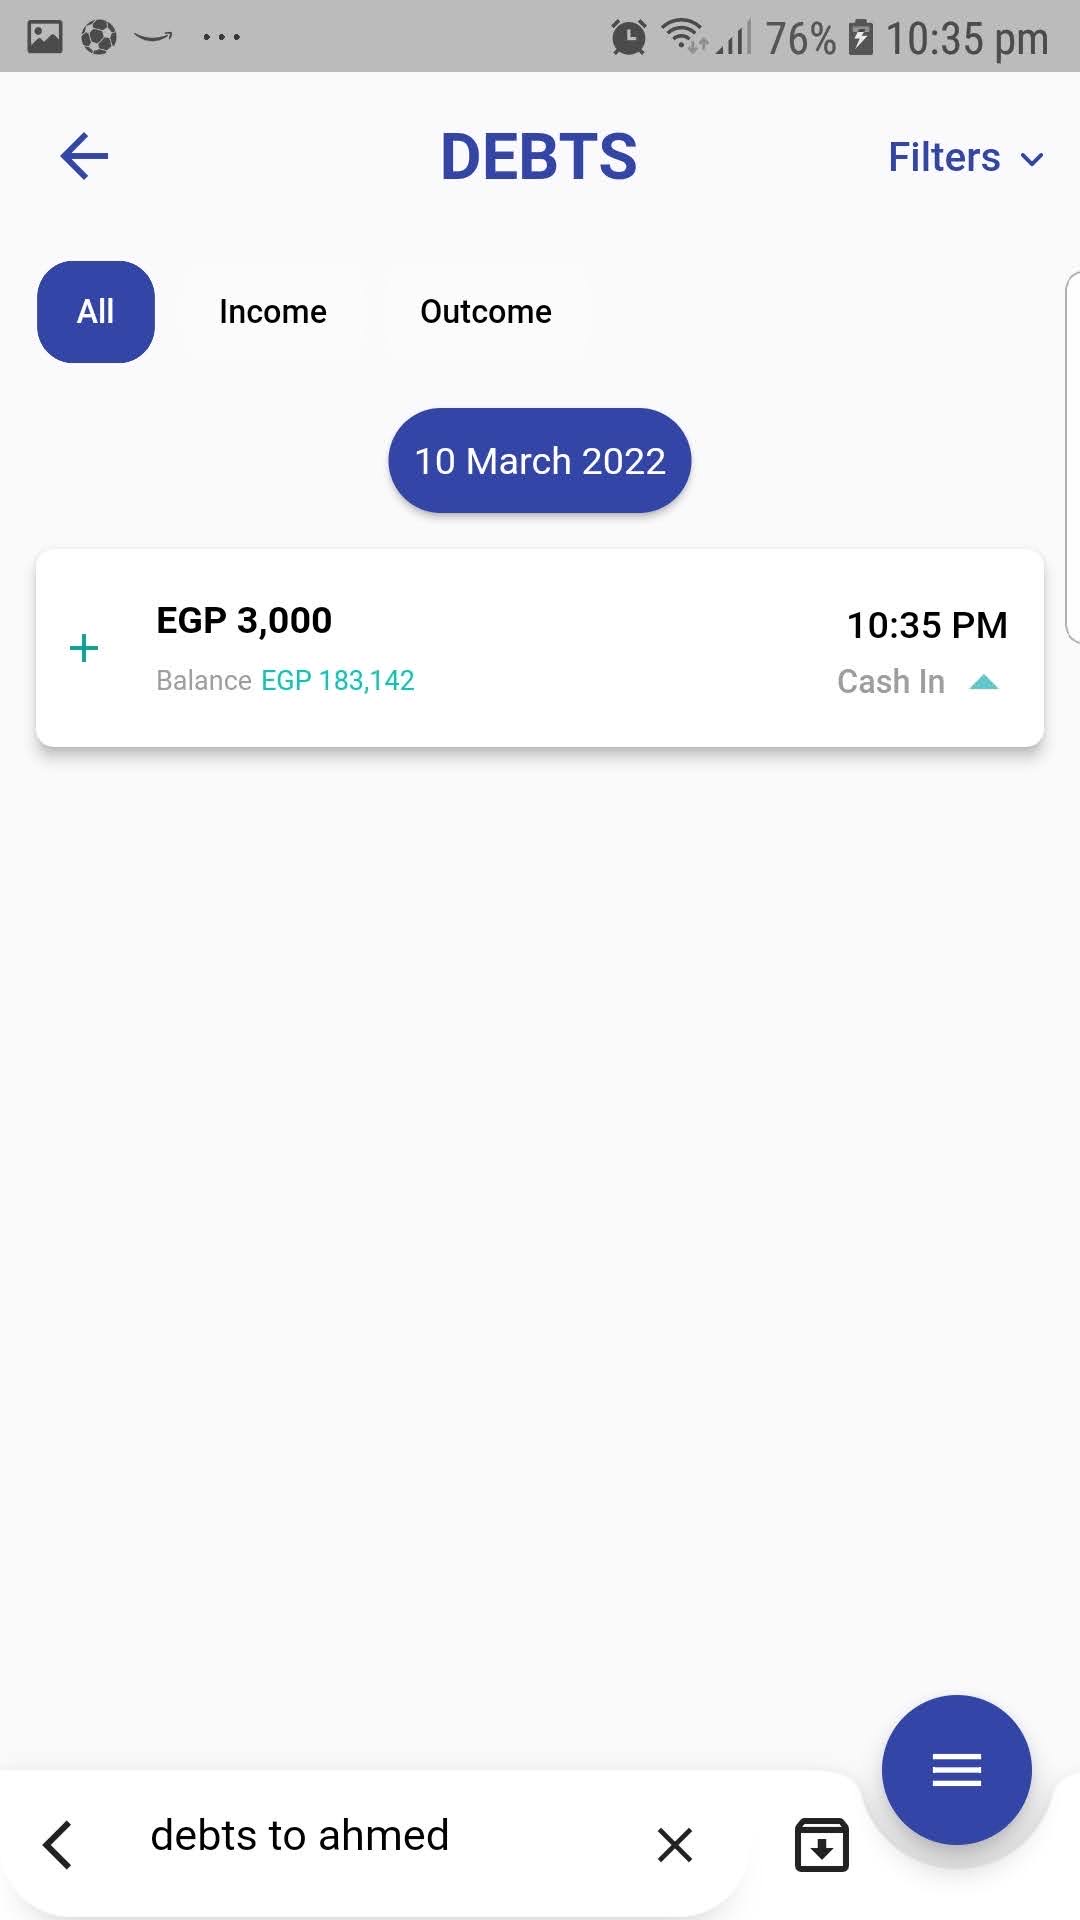 76% 10:35 pm
DEBTS
Filters
All
Income
Outcome
10 March 2022
EGP 3,000
10:35 PM
Balance EGP 183,142
Cash In
debts to ahmed